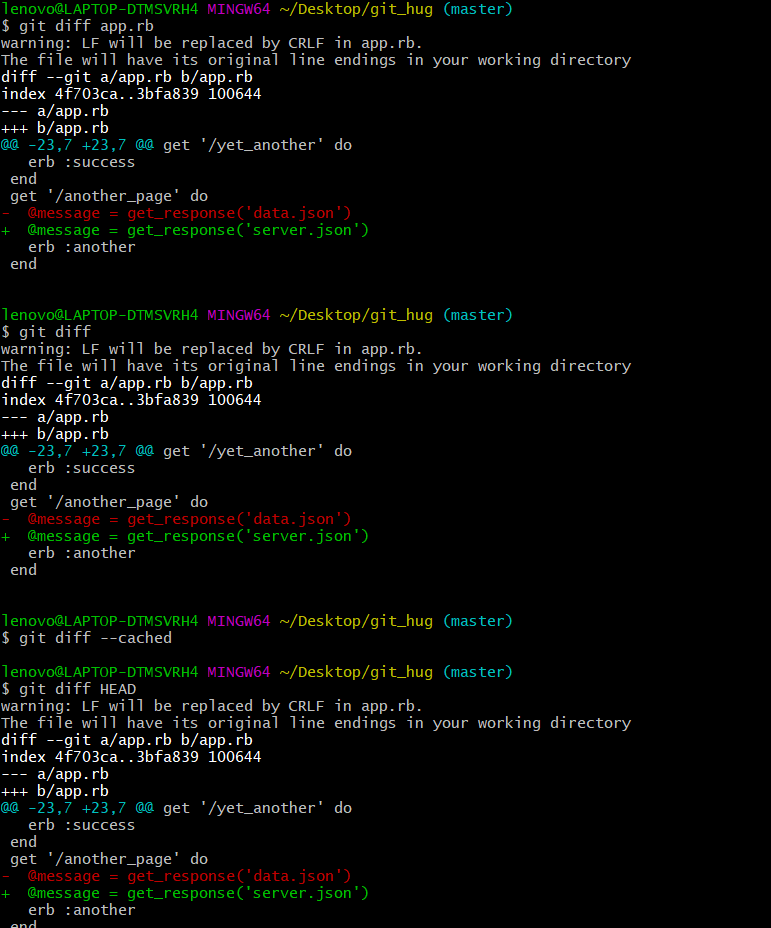 lenovo@LAPTOP-DTMSVRH4 MINGW64 ~/Desktop/git_hug (master)
$ git diff app.rb
warning: LF will be replaced by CRLF in app.rb.
The file will have its original line endings in your working directory
diff --git a/app.rb b/app.rb
index 4f703ca..3bfa839 100644
--- a/app.rb
+++ b/app.rb
@@ -23,7 +23,7 @@ get '/yet_another' do
   erb :success
 end
 get '/another_page' do
-  @message = get_response('data.json')
+  @message = get_response('server.json')
   erb :another
 end

lenovo@LAPTOP-DTMSVRH4 MINGW64 ~/Desktop/git_hug (master)
$ git diff
warning: LF will be replaced by CRLF in app.rb.
The file will have its original line endings in your working directory
diff --git a/app.rb b/app.rb
index 4f703ca..3bfa839 100644
--- a/app.rb
+++ b/app.rb
@@ -23,7 +23,7 @@ get '/yet_another' do
   erb :success
 end
 get '/another_page' do
-  @message = get_response('data.json')
+  @message = get_response('server.json')
   erb :another
 end

lenovo@LAPTOP-DTMSVRH4 MINGW64 ~/Desktop/git_hug (master)
$ git diff --cached

lenovo@LAPTOP-DTMSVRH4 MINGW64 ~/Desktop/git_hug (master)
$ git diff HEAD
warning: LF will be replaced by CRLF in app.rb.
The file will have its original line endings in your working directory
diff --git a/app.rb b/app.rb
index 4f703ca..3bfa839 100644
--- a/app.rb
+++ b/app.rb
@@ -23,7 +23,7 @@ get '/yet_another' do
   erb :success
 end
 get '/another_page' do
-  @message = get_response('data.json')
+  @message = get_response('server.json')
   erb :another
 end